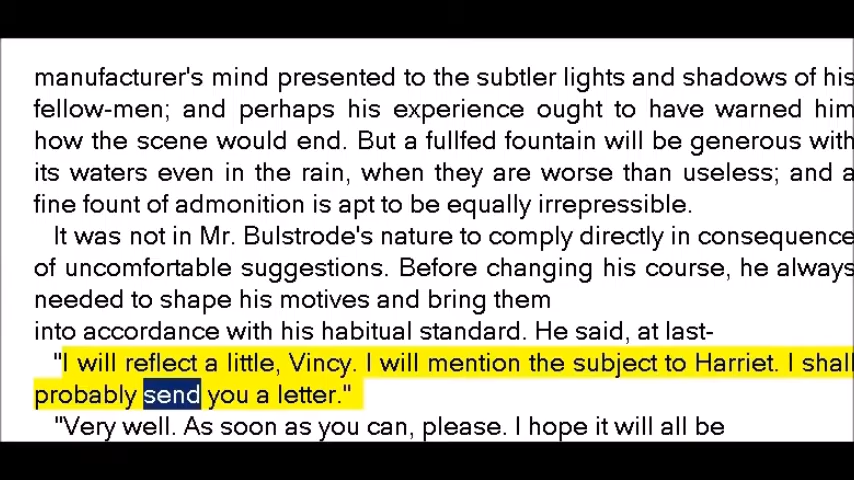 manufacturer's mind presented to the subtler lights and shadows of his
fellow-men; and perhaps his experience ought to have warned him
how the scene would end. But a fullfed fountain will be generous with
its waters even in the rain, when they are worse than useless; and a
fine fount of admonition is apt to be equally irrepressible.
It was not in Mr. Bulstrode's nature to comply directly in consequence
of uncomfortable suggestions. Before changing his course, he always
needed to shape his motives and bring them
into accordance with his habitual standard. He said, at last-
"I will reflect a little, Vincy. I will mention the subject to Harriet. I shall
probably send you a letter."
"Very well. As soon as you can, please. I hope it will all be